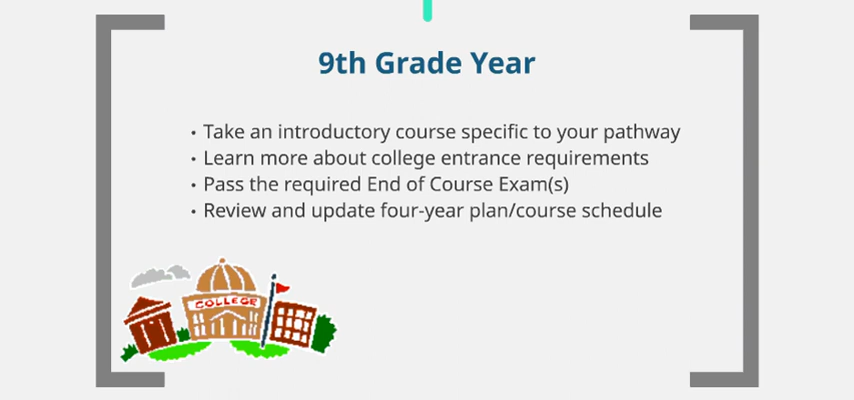 9th Grade Year
• Take an introductory course specific to your pathway
• Learn more about college entrance requirements
• Pass the required End of Course Exam(s)
• Review and update four-year plan/course schedule
COLLEGE